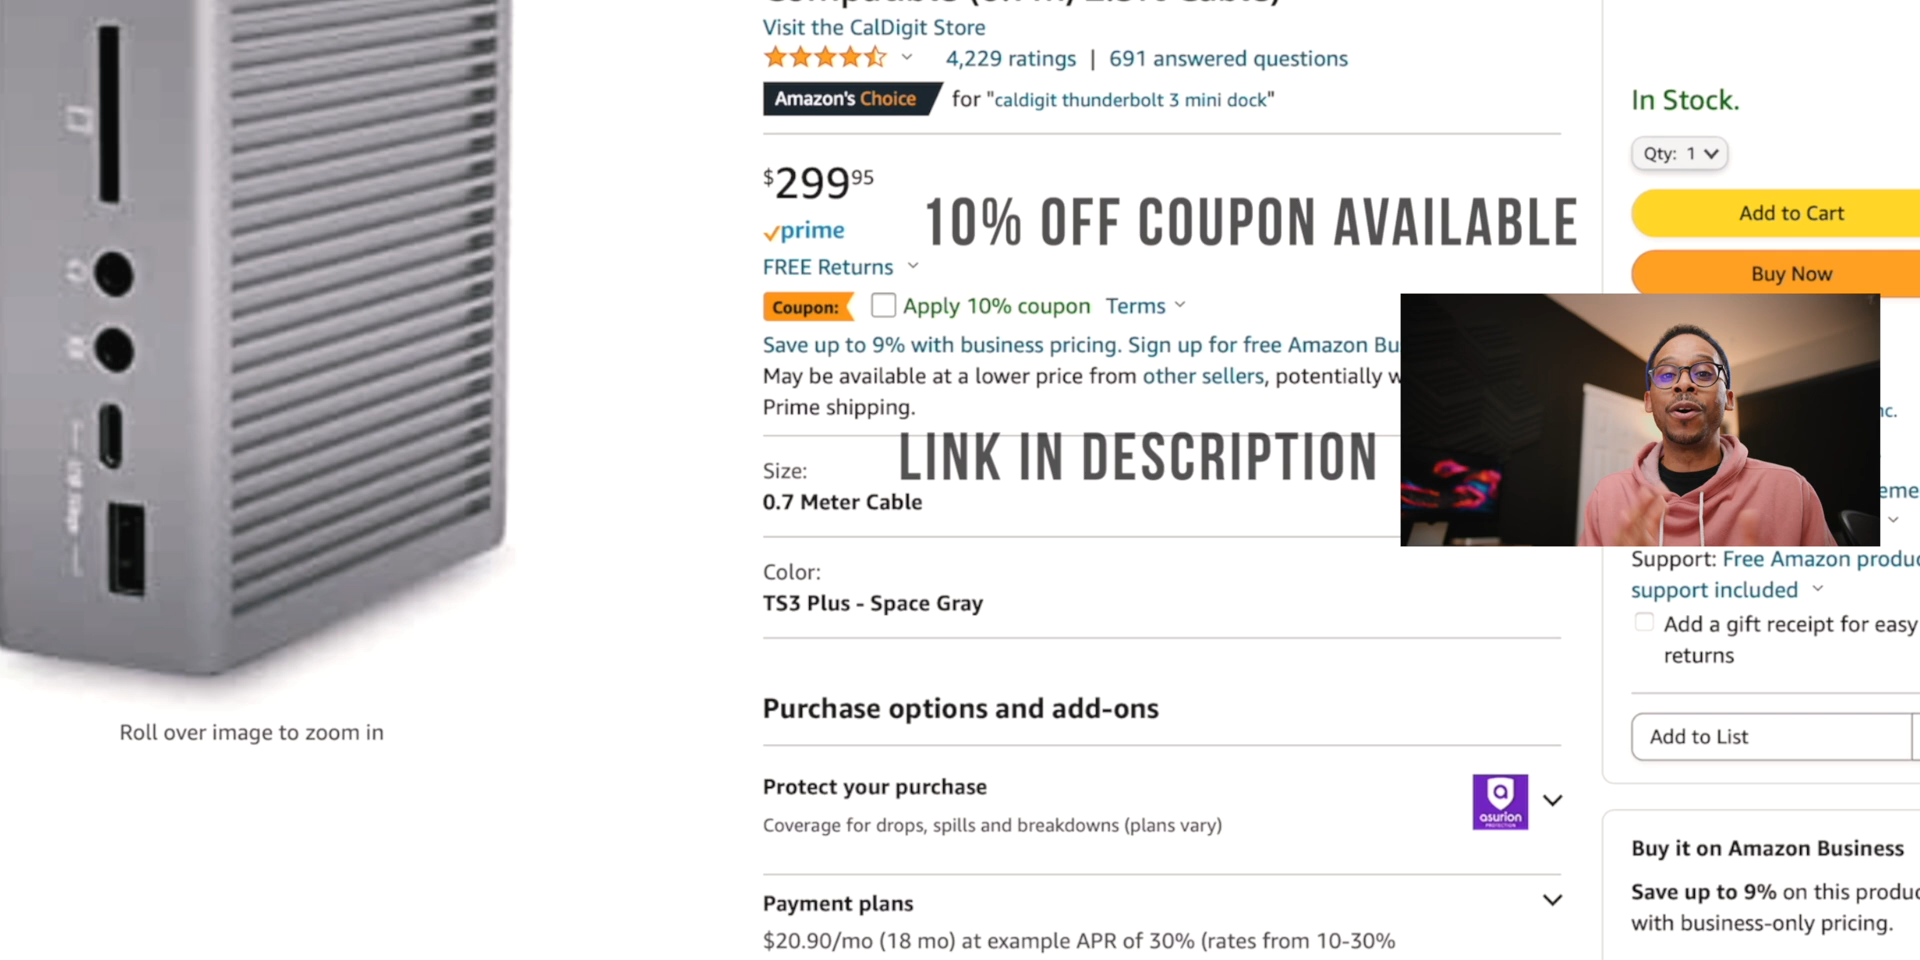 Visit the CalDigit Store
4,229 ratings | 691 answered questions
Amazon's Choice for "caldigit thunderbolt 3 mini dock"
$299.95
prime
10% OFF COUPON AVAILABLE
FREE Returns
Coupon: Apply 10% coupon Terms
Save up to 9% with business pricing. Sign up for free Amazon Bu
May be available at a lower price from other sellers, potentially w
Prime shipping.
LINK IN DESCRIPTION
Size:
0.7 Meter Cable
Color:
TS3 Plus - Space Gray
Roll over image to zoom in
Purchase options and add-ons
Protect your purchase
Coverage for drops, spills and breakdowns (plans vary)
asurion
Payment plans
$20.90/mo (18 mo) at example APR of 30% (rates from 10-30%
In Stock.
Qty: 1
Add to Cart
Buy Now
nc.
eme
Support: Free Amazon produc
support included
Add a gift receipt for easy
returns
Add to List
Buy it on Amazon Business
Save up to 9% on this produc
with business-only pricing.